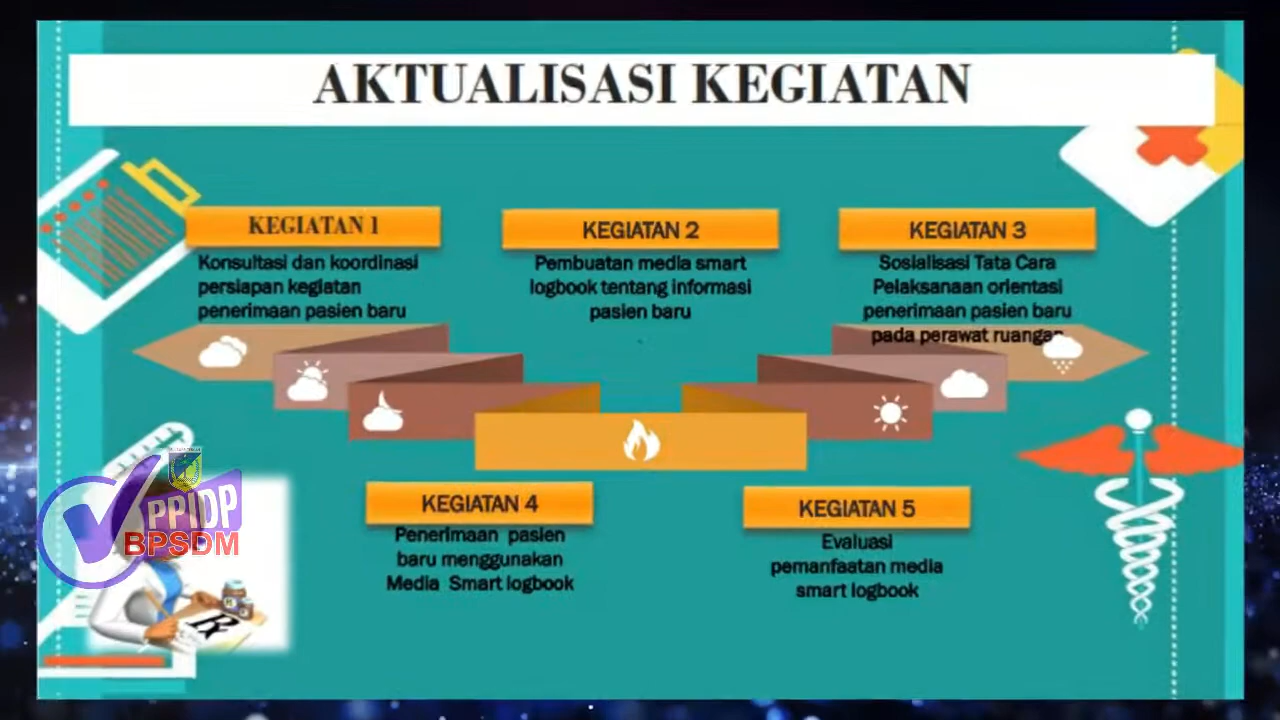 AKTUALISASI KEGIATAN
KEGIATAN 1
Konsultasi dan koordinasi
persiapan kegiatan
penerimaan pasien baru
KEGIATAN 2
Pembuatan media smart
logbook tentang informasi
pasien baru
KEGIATAN 3
Sosialisasi Tata Cara
Pelaksanaan orientasi
penerimaan pasien baru
pada perawat ruangan
KEGIATAN 4
Penerimaan pasien
baru menggunakan
Media Smart logbook
KEGIATAN 5
Evaluasi
pemanfaatan media
smart logbook
PPIDP
BPSDM
Rx